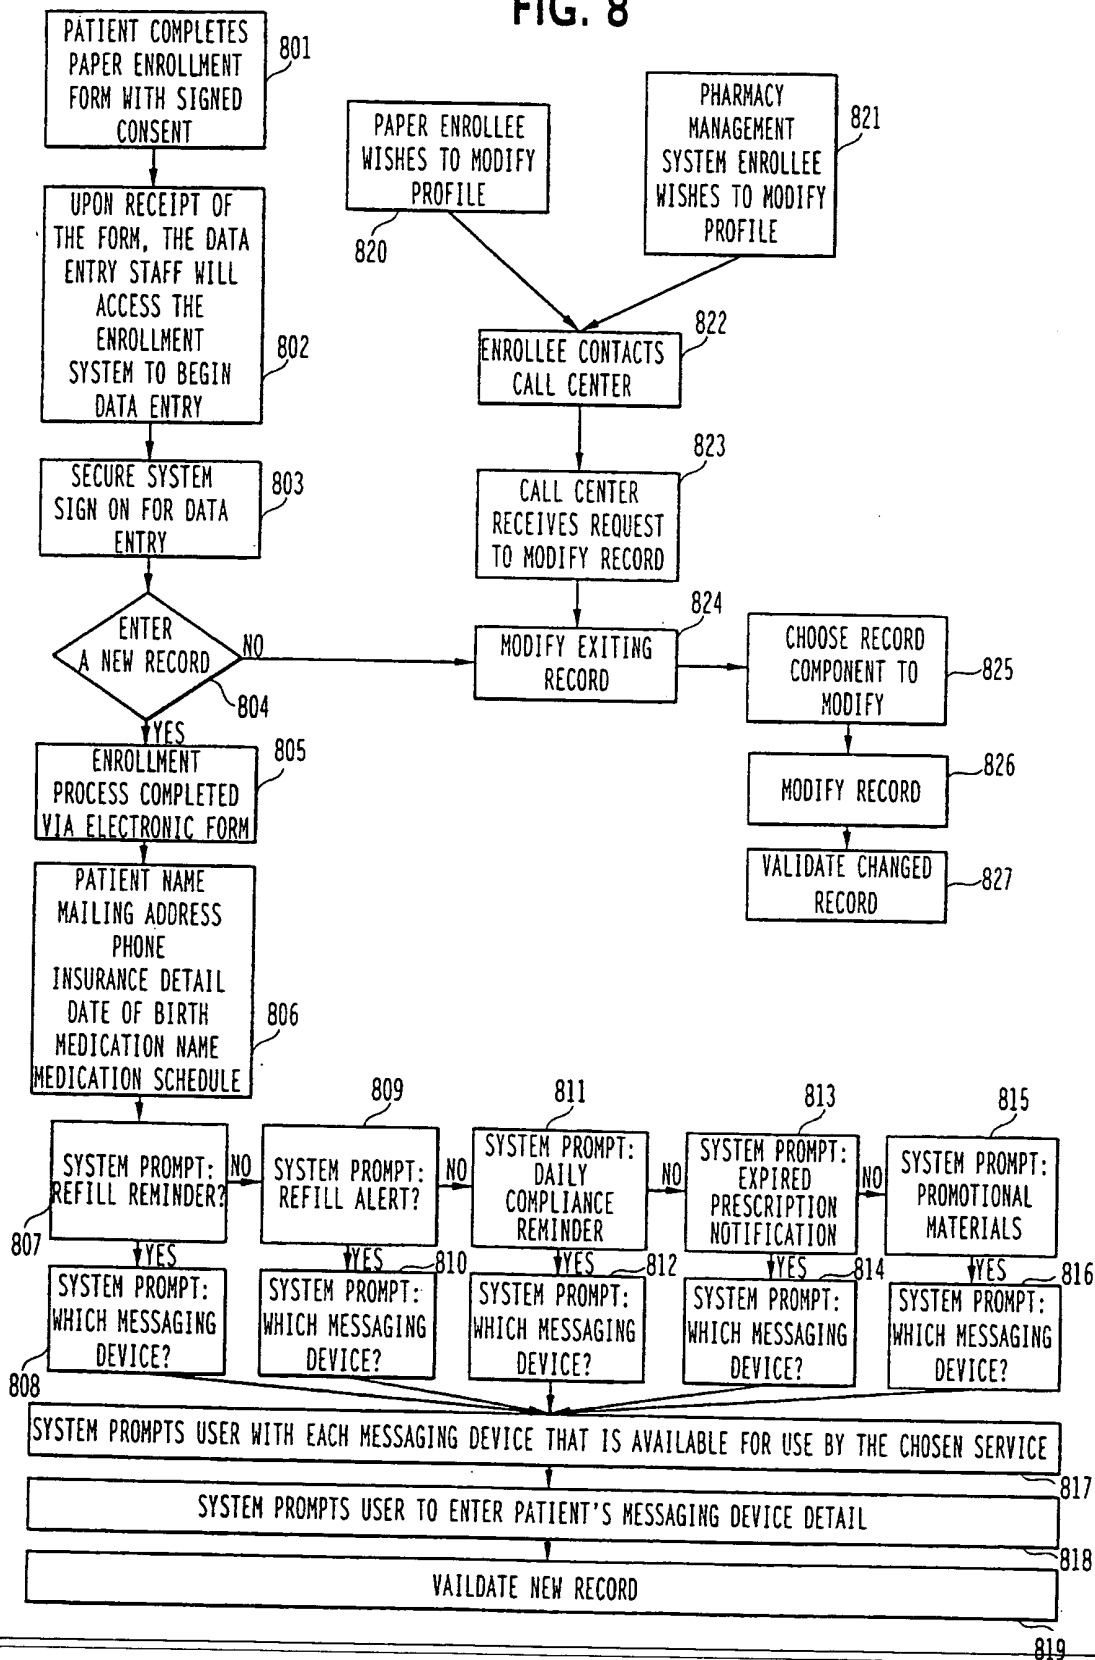 FIG. 8
PATIENT COMPLETES
PAPER ENROLLMENT
FORM WITH SIGNED
CONSENT
801
UPON RECEIPT OF
THE FORM, THE DATA
ENTRY STAFF WILL
ACCESS THE
ENROLLMENT
SYSTEM TO BEGIN
DATA ENTRY
802
SECURE SYSTEM
SIGN ON FOR DATA
ENTRY
803
ENTER
A NEW RECORD
NO
804
YES
ENROLLMENT
PROCESS COMPLETED
VIA ELECTRONIC FORM
805
PATIENT NAME
MAILING ADDRESS
PHONE
INSURANCE DETAIL
DATE OF BIRTH
MEDICATION NAME
MEDICATION SCHEDULE
806
PAPER ENROLLEE
WISHES TO MODIFY
PROFILE
820
PHARMACY
MANAGEMENT
SYSTEM ENROLLEE
WISHES TO MODIFY
PROFILE
821
ENROLLEE CONTACTS
CALL CENTER
822
CALL CENTER
RECEIVES REQUEST
TO MODIFY RECORD
823
MODIFY EXITING
RECORD
824
CHOOSE RECORD
COMPONENT TO
MODIFY
825
MODIFY RECORD
826
VALIDATE CHANGED
RECORD
827
SYSTEM PROMPT:
REFILL REMINDER?
807
NO
YES
SYSTEM PROMPT:
WHICH MESSAGING
DEVICE?
808
809
SYSTEM PROMPT:
REFILL ALERT?
NO
YES
810
SYSTEM PROMPT:
WHICH MESSAGING
DEVICE?
811
SYSTEM PROMPT:
DAILY
COMPLIANCE
REMINDER
NO
YES
812
SYSTEM PROMPT:
WHICH MESSAGING
DEVICE?
813
SYSTEM PROMPT:
EXPIRED
PRESCRIPTION
NOTIFICATION
NO
YES
814
SYSTEM PROMPT:
WHICH MESSAGING
DEVICE?
815
SYSTEM PROMPT:
PROMOTIONAL
MATERIALS
YES
816
SYSTEM PROMPT:
WHICH MESSAGING
DEVICE?
SYSTEM PROMPTS USER WITH EACH MESSAGING DEVICE THAT IS AVAILABLE FOR USE BY THE CHOSEN SERVICE
817
SYSTEM PROMPTS USER TO ENTER PATIENT'S MESSAGING DEVICE DETAIL
818
VAILDATE NEW RECORD
819